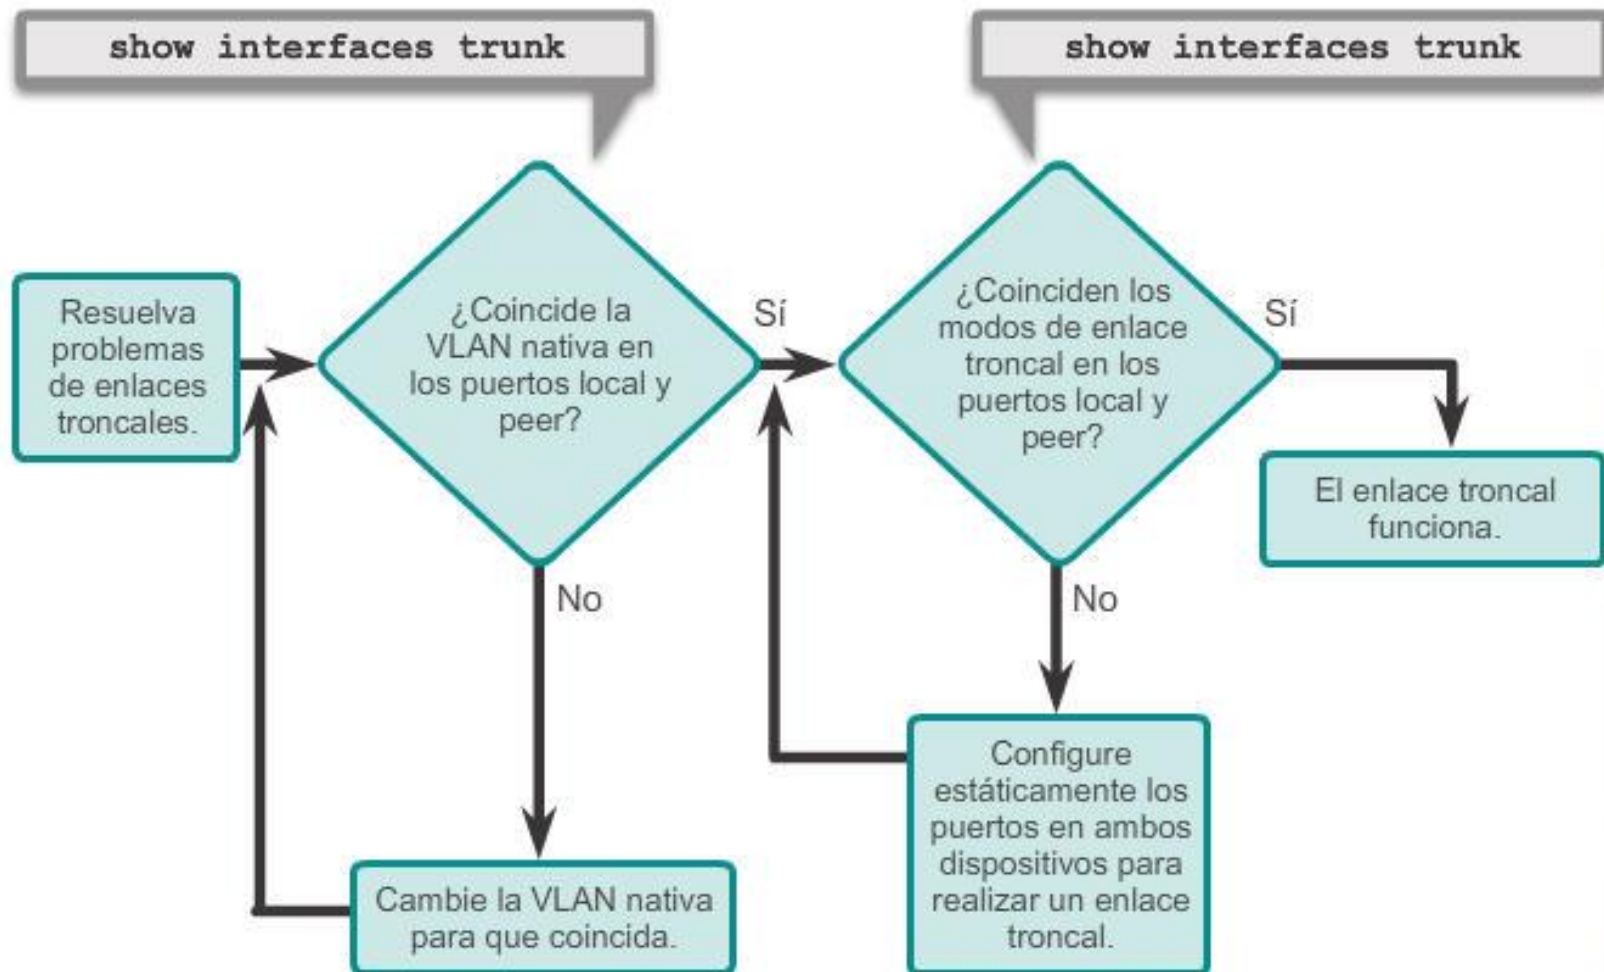 show interfaces trunk
show interfaces trunk
Resuelva
problemas
de enlaces
troncales.
¿Coincide la
VLAN nativa en
los puertos local y
peer?
Sí
¿Coinciden los
modos de enlace
troncal en los
puertos local y
peer?
Sí
El enlace troncal
funciona.
No
No
Cambie la VLAN nativa
para que coincida.
Configure
estáticamente los
puertos en ambos
dispositivos para
realizar un enlace
troncal.